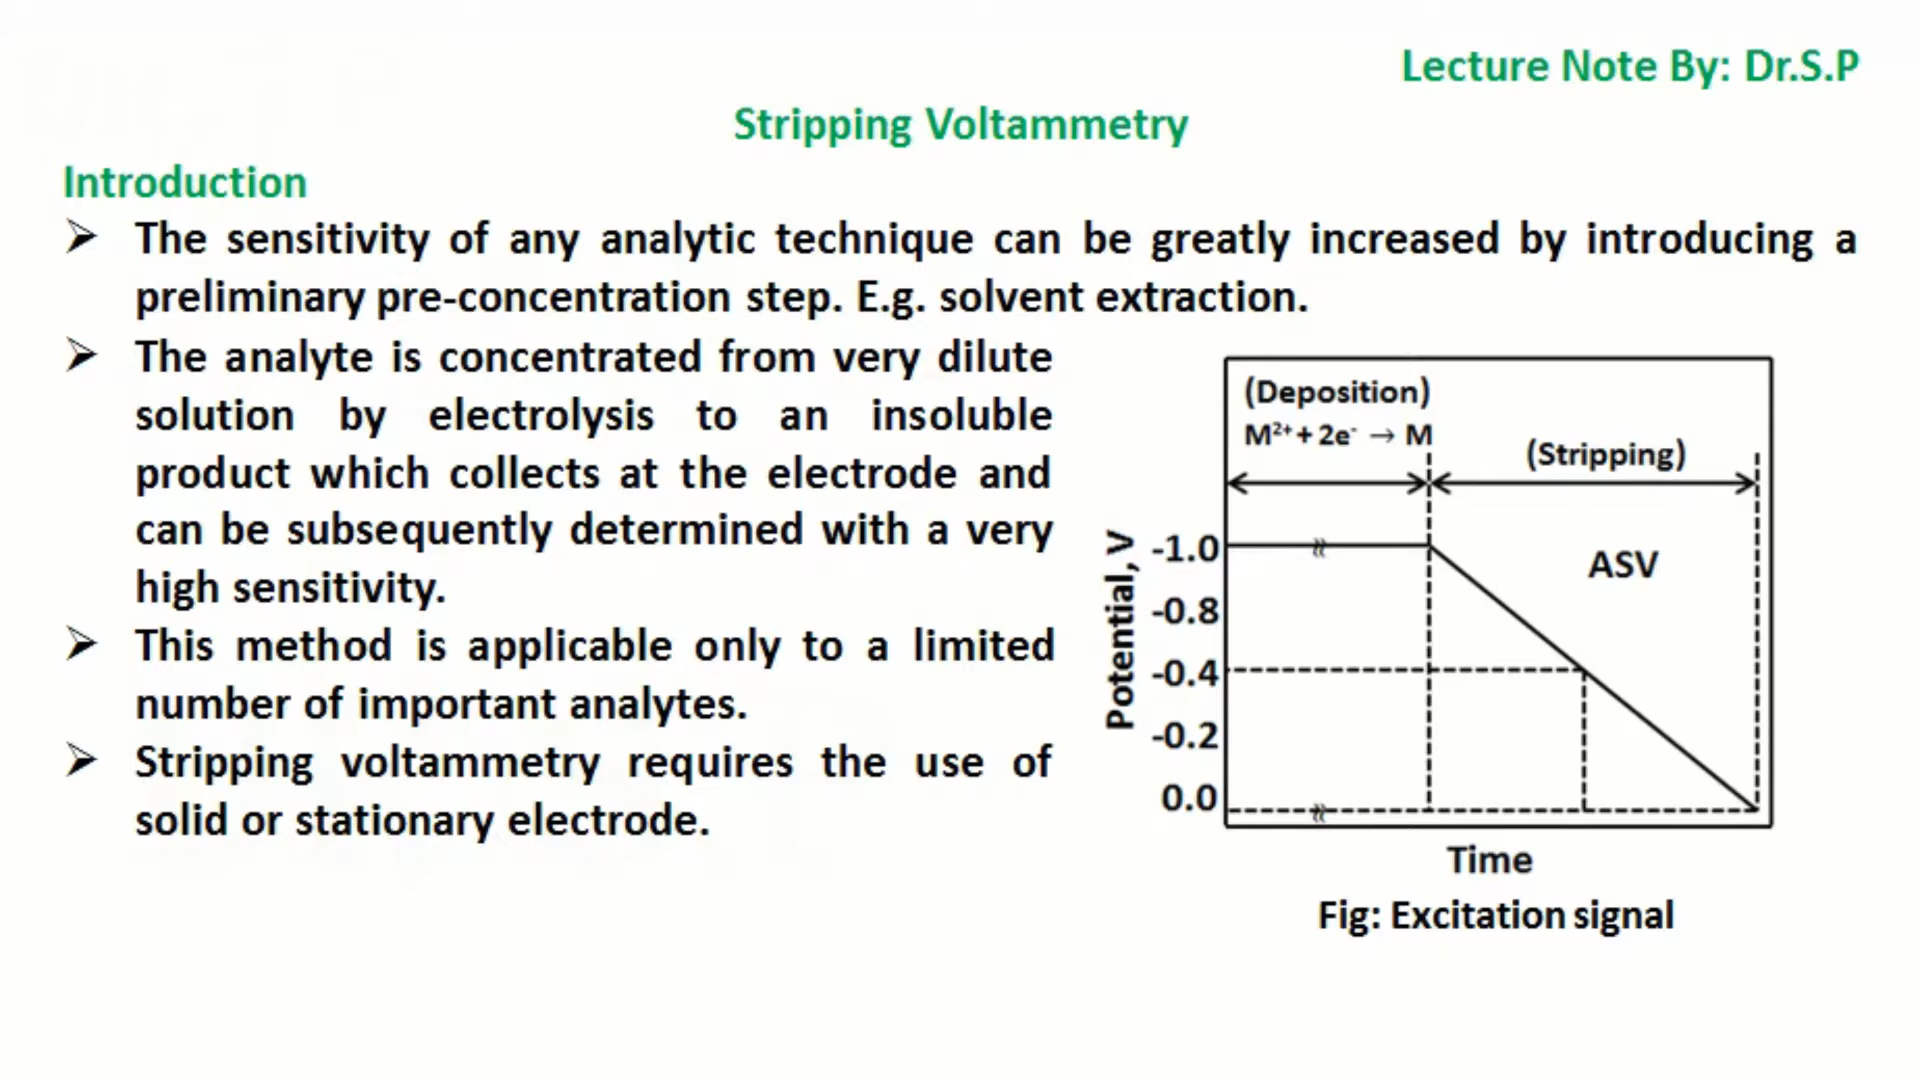 Lecture Note By: Dr.S.P
Stripping Voltammetry
Introduction
➢ The sensitivity of any analytic technique can be greatly increased by introducing a
preliminary pre-concentration step. E.g. solvent extraction.
➢ The analyte is concentrated from very dilute
solution by electrolysis to an insoluble
product which collects at the electrode and
can be subsequently determined with a very
high sensitivity.
➢ This method is applicable only to a limited
number of important analytes.
➢ Stripping voltammetry requires the use of
solid or stationary electrode.
(Deposition)
M²⁺ + 2e⁻ → M
(Stripping)
ASV
Potential, V
-1.0
-0.8
-0.4
-0.2
0.0
Time
Fig: Excitation signal